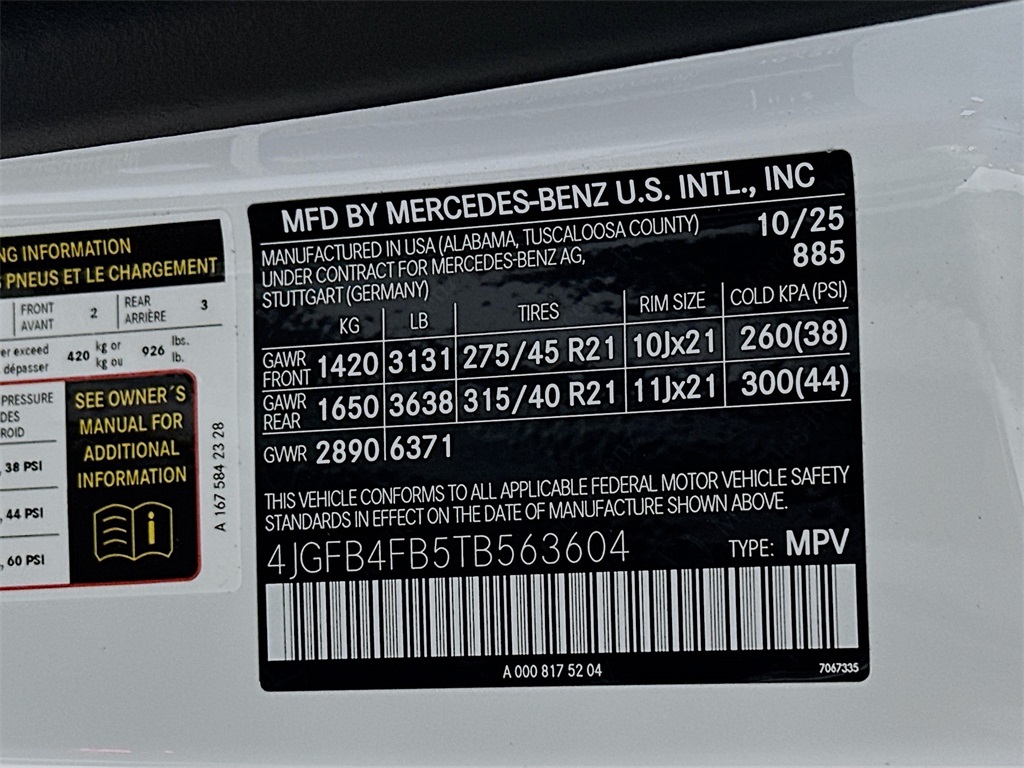 NG INFORMATION
PNEUS ET LE CHARGEMENT
FRONT 2 REAR 3
AVANT ARRIÈRE
er exceed 420 kg or 926 lbs.
dépasser kg ou lb.
PRESSURE
DES
ROID
38 PSI
44 PSI
60 PSI
SEE OWNER´S
MANUAL FOR
ADDITIONAL
INFORMATION
A 167 584 23 28
MFD BY MERCEDES-BENZ U.S. INTL., INC
MANUFACTURED IN USA (ALABAMA, TUSCALOOSA COUNTY) 10/25
UNDER CONTRACT FOR MERCEDES-BENZ AG, 885
STUTTGART (GERMANY)
KG LB TIRES RIM SIZE COLD KPA (PSI)
GAWR FRONT 1420 3131 275/45 R21 10Jx21 260(38)
GAWR REAR 1650 3638 315/40 R21 11Jx21 300(44)
GVWR 2890 6371
THIS VEHICLE CONFORMS TO ALL APPLICABLE FEDERAL MOTOR VEHICLE SAFETY
STANDARDS IN EFFECT ON THE DATE OF MANUFACTURE SHOWN ABOVE.
4JGFB4FB5TB563604 TYPE: MPV
A 000 817 52 04 7067335